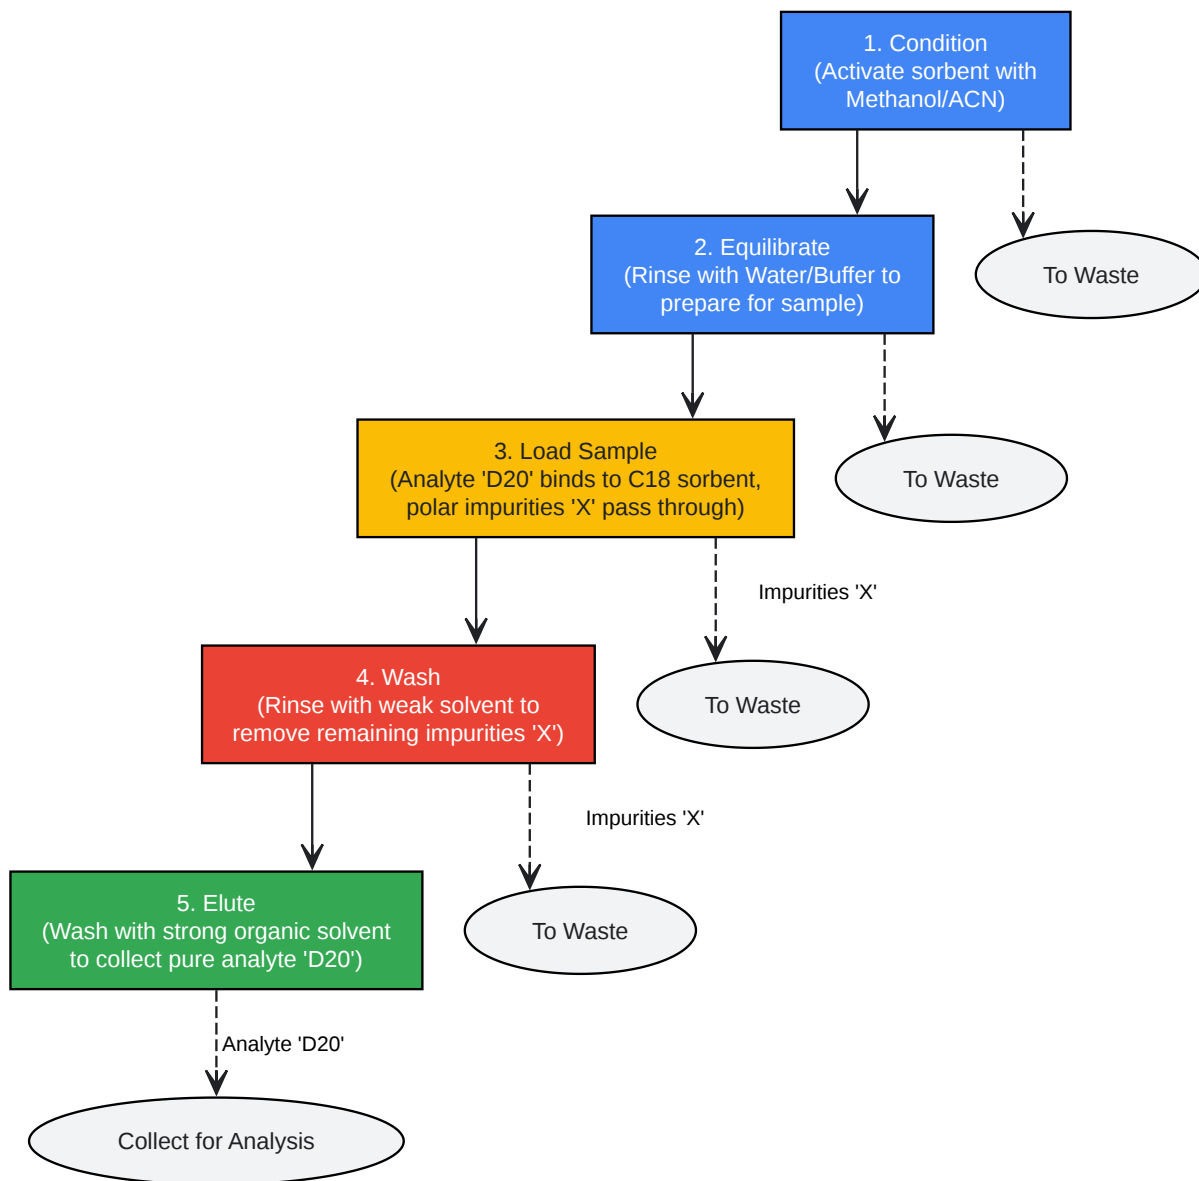 1. Condition
(Activate sorbent with
Methanol/ACN)
To Waste
2. Equilibrate
(Rinse with Water/Buffer to
prepare for sample)
To Waste
3. Load Sample
(Analyte 'D20' binds to C18 sorbent,
polar impurities 'X' pass through)
Impurities 'X'
To Waste
4. Wash
(Rinse with weak solvent to
remove remaining impurities 'X')
Impurities 'X'
To Waste
5. Elute
(Wash with strong organic solvent
to collect pure analyte 'D20')
Analyte 'D20'
Collect for Analysis